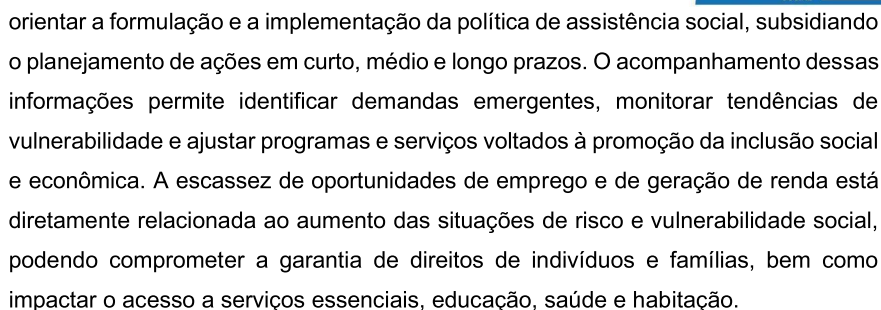 orientar a formulação e a implementação da política de assistência social, subsidiando
o planejamento de ações em curto, médio e longo prazos. O acompanhamento dessas
informações permite identificar demandas emergentes, monitorar tendências de
vulnerabilidade e ajustar programas e serviços voltados à promoção da inclusão social
e econômica. A escassez de oportunidades de emprego e de geração de renda está
diretamente relacionada ao aumento das situações de risco e vulnerabilidade social,
podendo comprometer a garantia de direitos de indivíduos e famílias, bem como
impactar o acesso a serviços essenciais, educação, saúde e habitação.